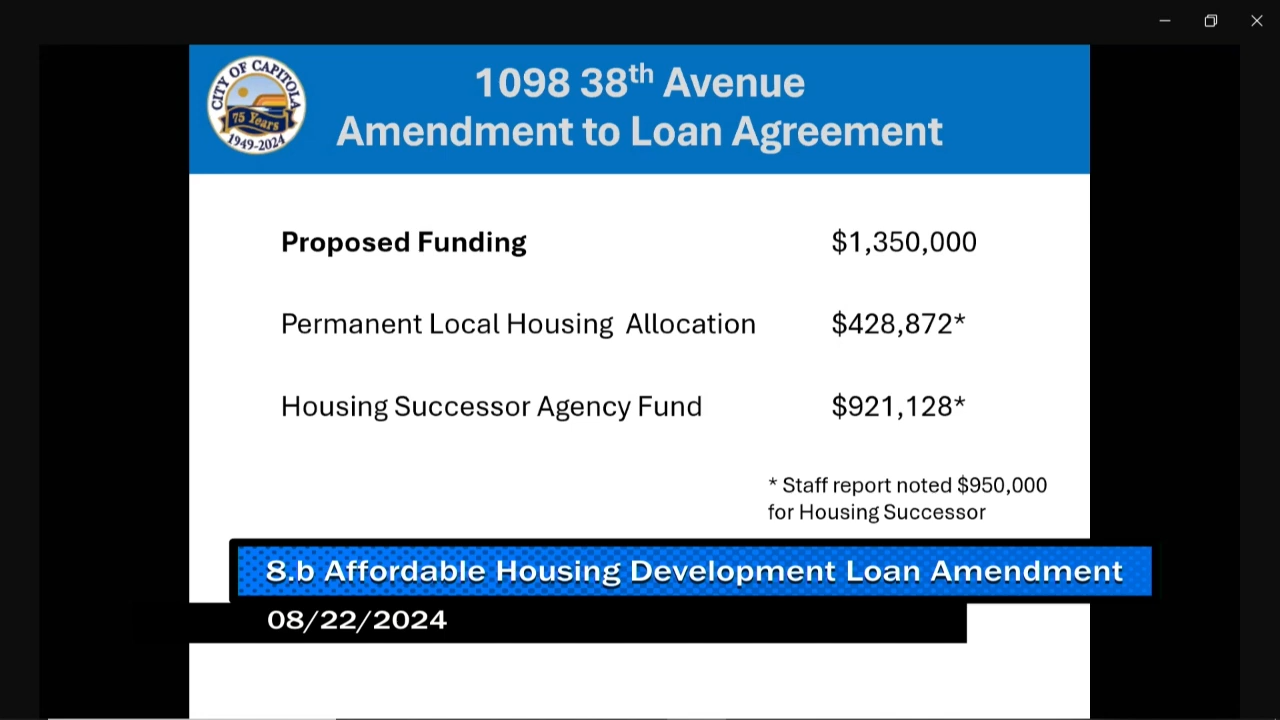 CITY OF CAPITOLA
75 Years
1949-2024
1098 38th Avenue
Amendment to Loan Agreement
Proposed Funding $1,350,000
Permanent Local Housing Allocation $428,872*
Housing Successor Agency Fund $921,128*
* Staff report noted $950,000
for Housing Successor
8.b Affordable Housing Development Loan Amendment
08/22/2024